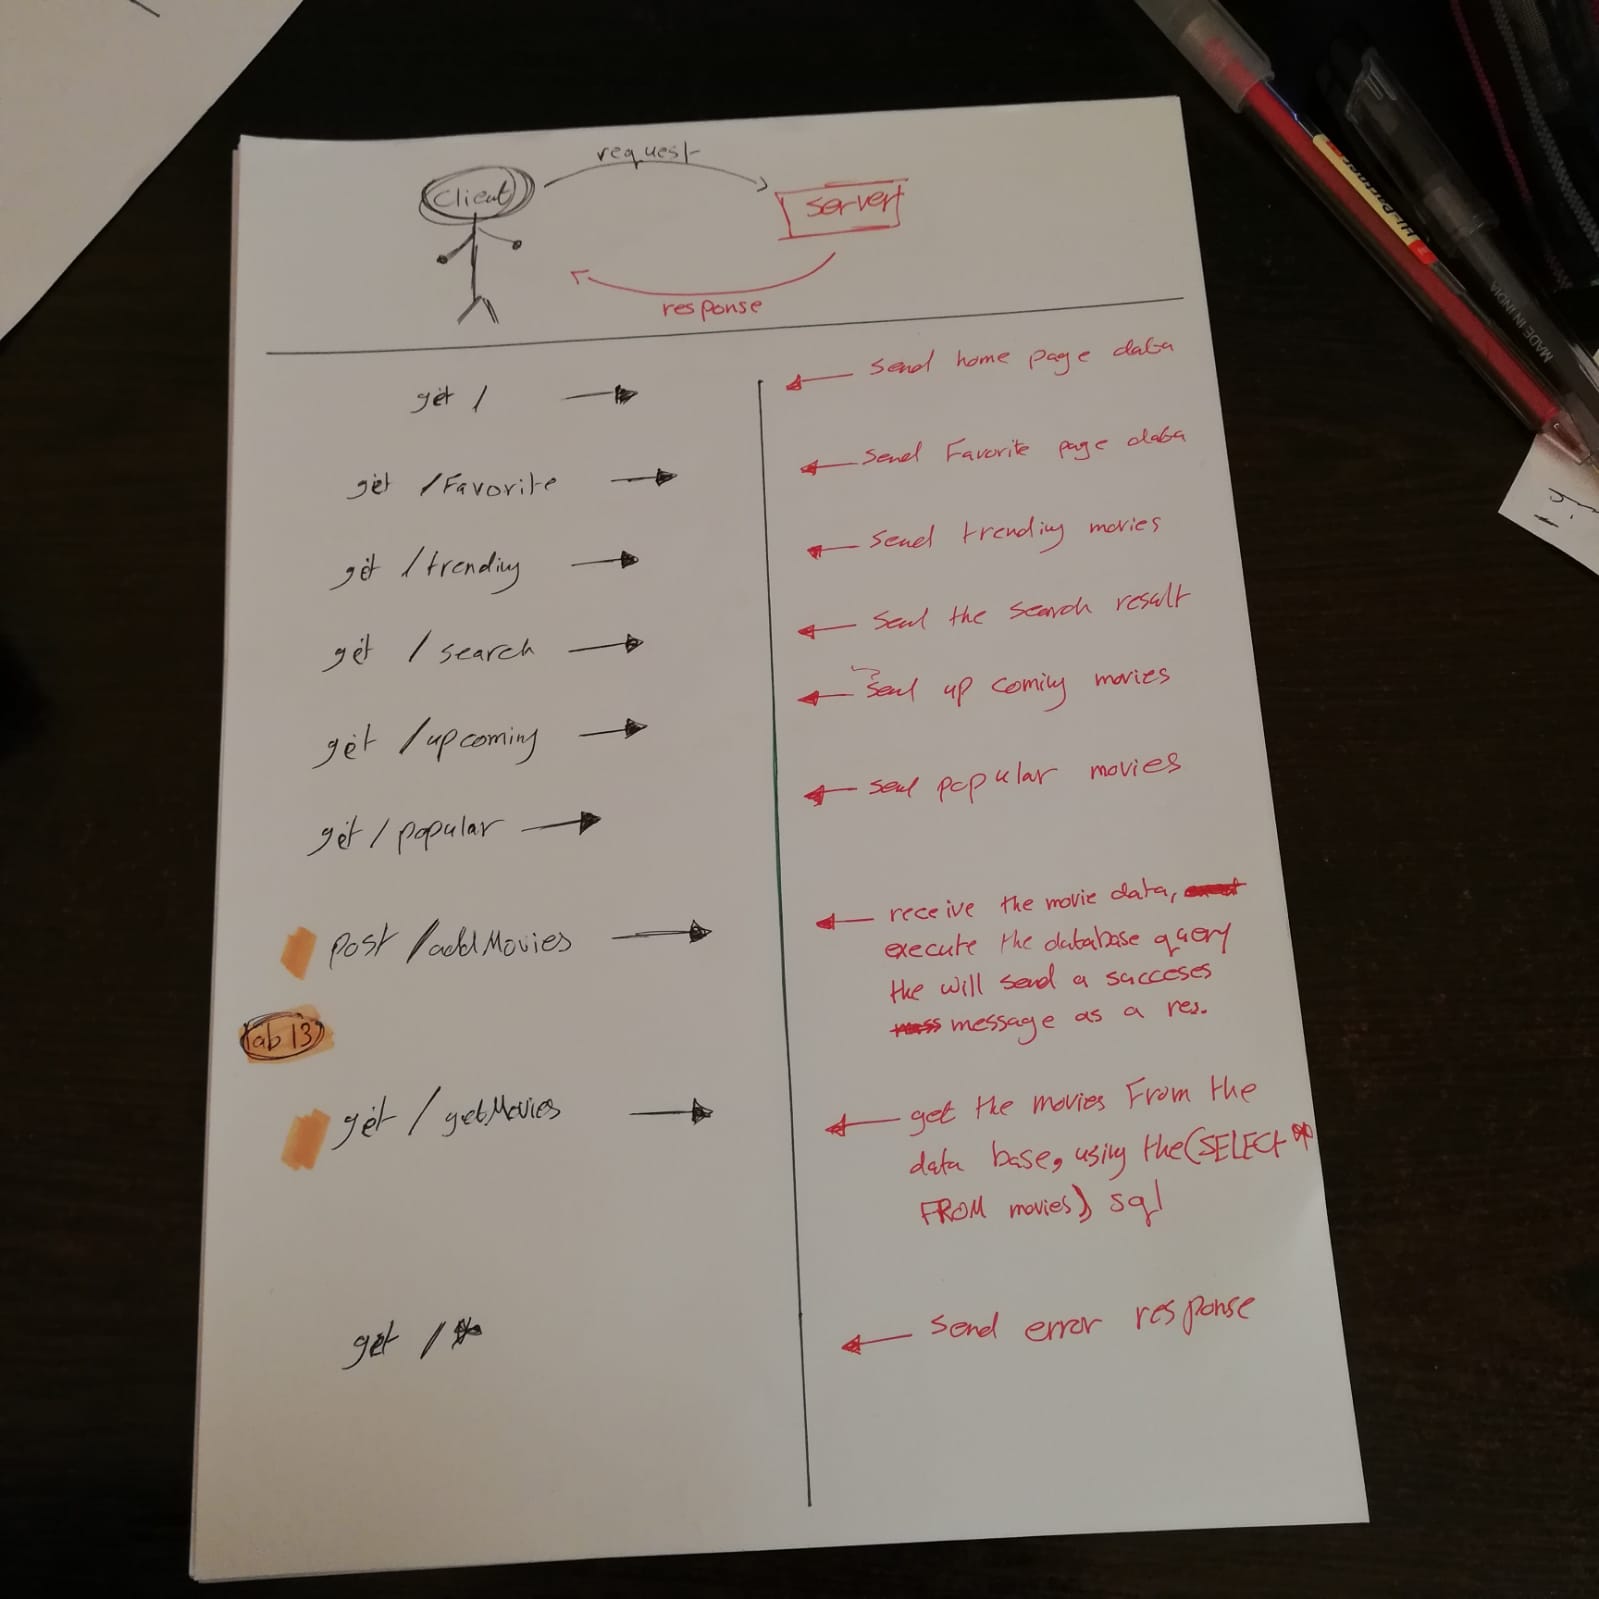 request
Client
server
response
get /
send home page data
get /Favorite
send Favorite page data
get /trending
send trending movies
get /search
send the search result
get /upcoming
send up coming movies
get / popular
send popular movies
post /addMovies
receive the movie data,
execute the database query
the will send a succeses
message as a res.
lab 13
get / getMovies
get the movies From the
data base, using the (SELECT *
FROM movies) sql
get / *
send error response
MADE IN INDIA